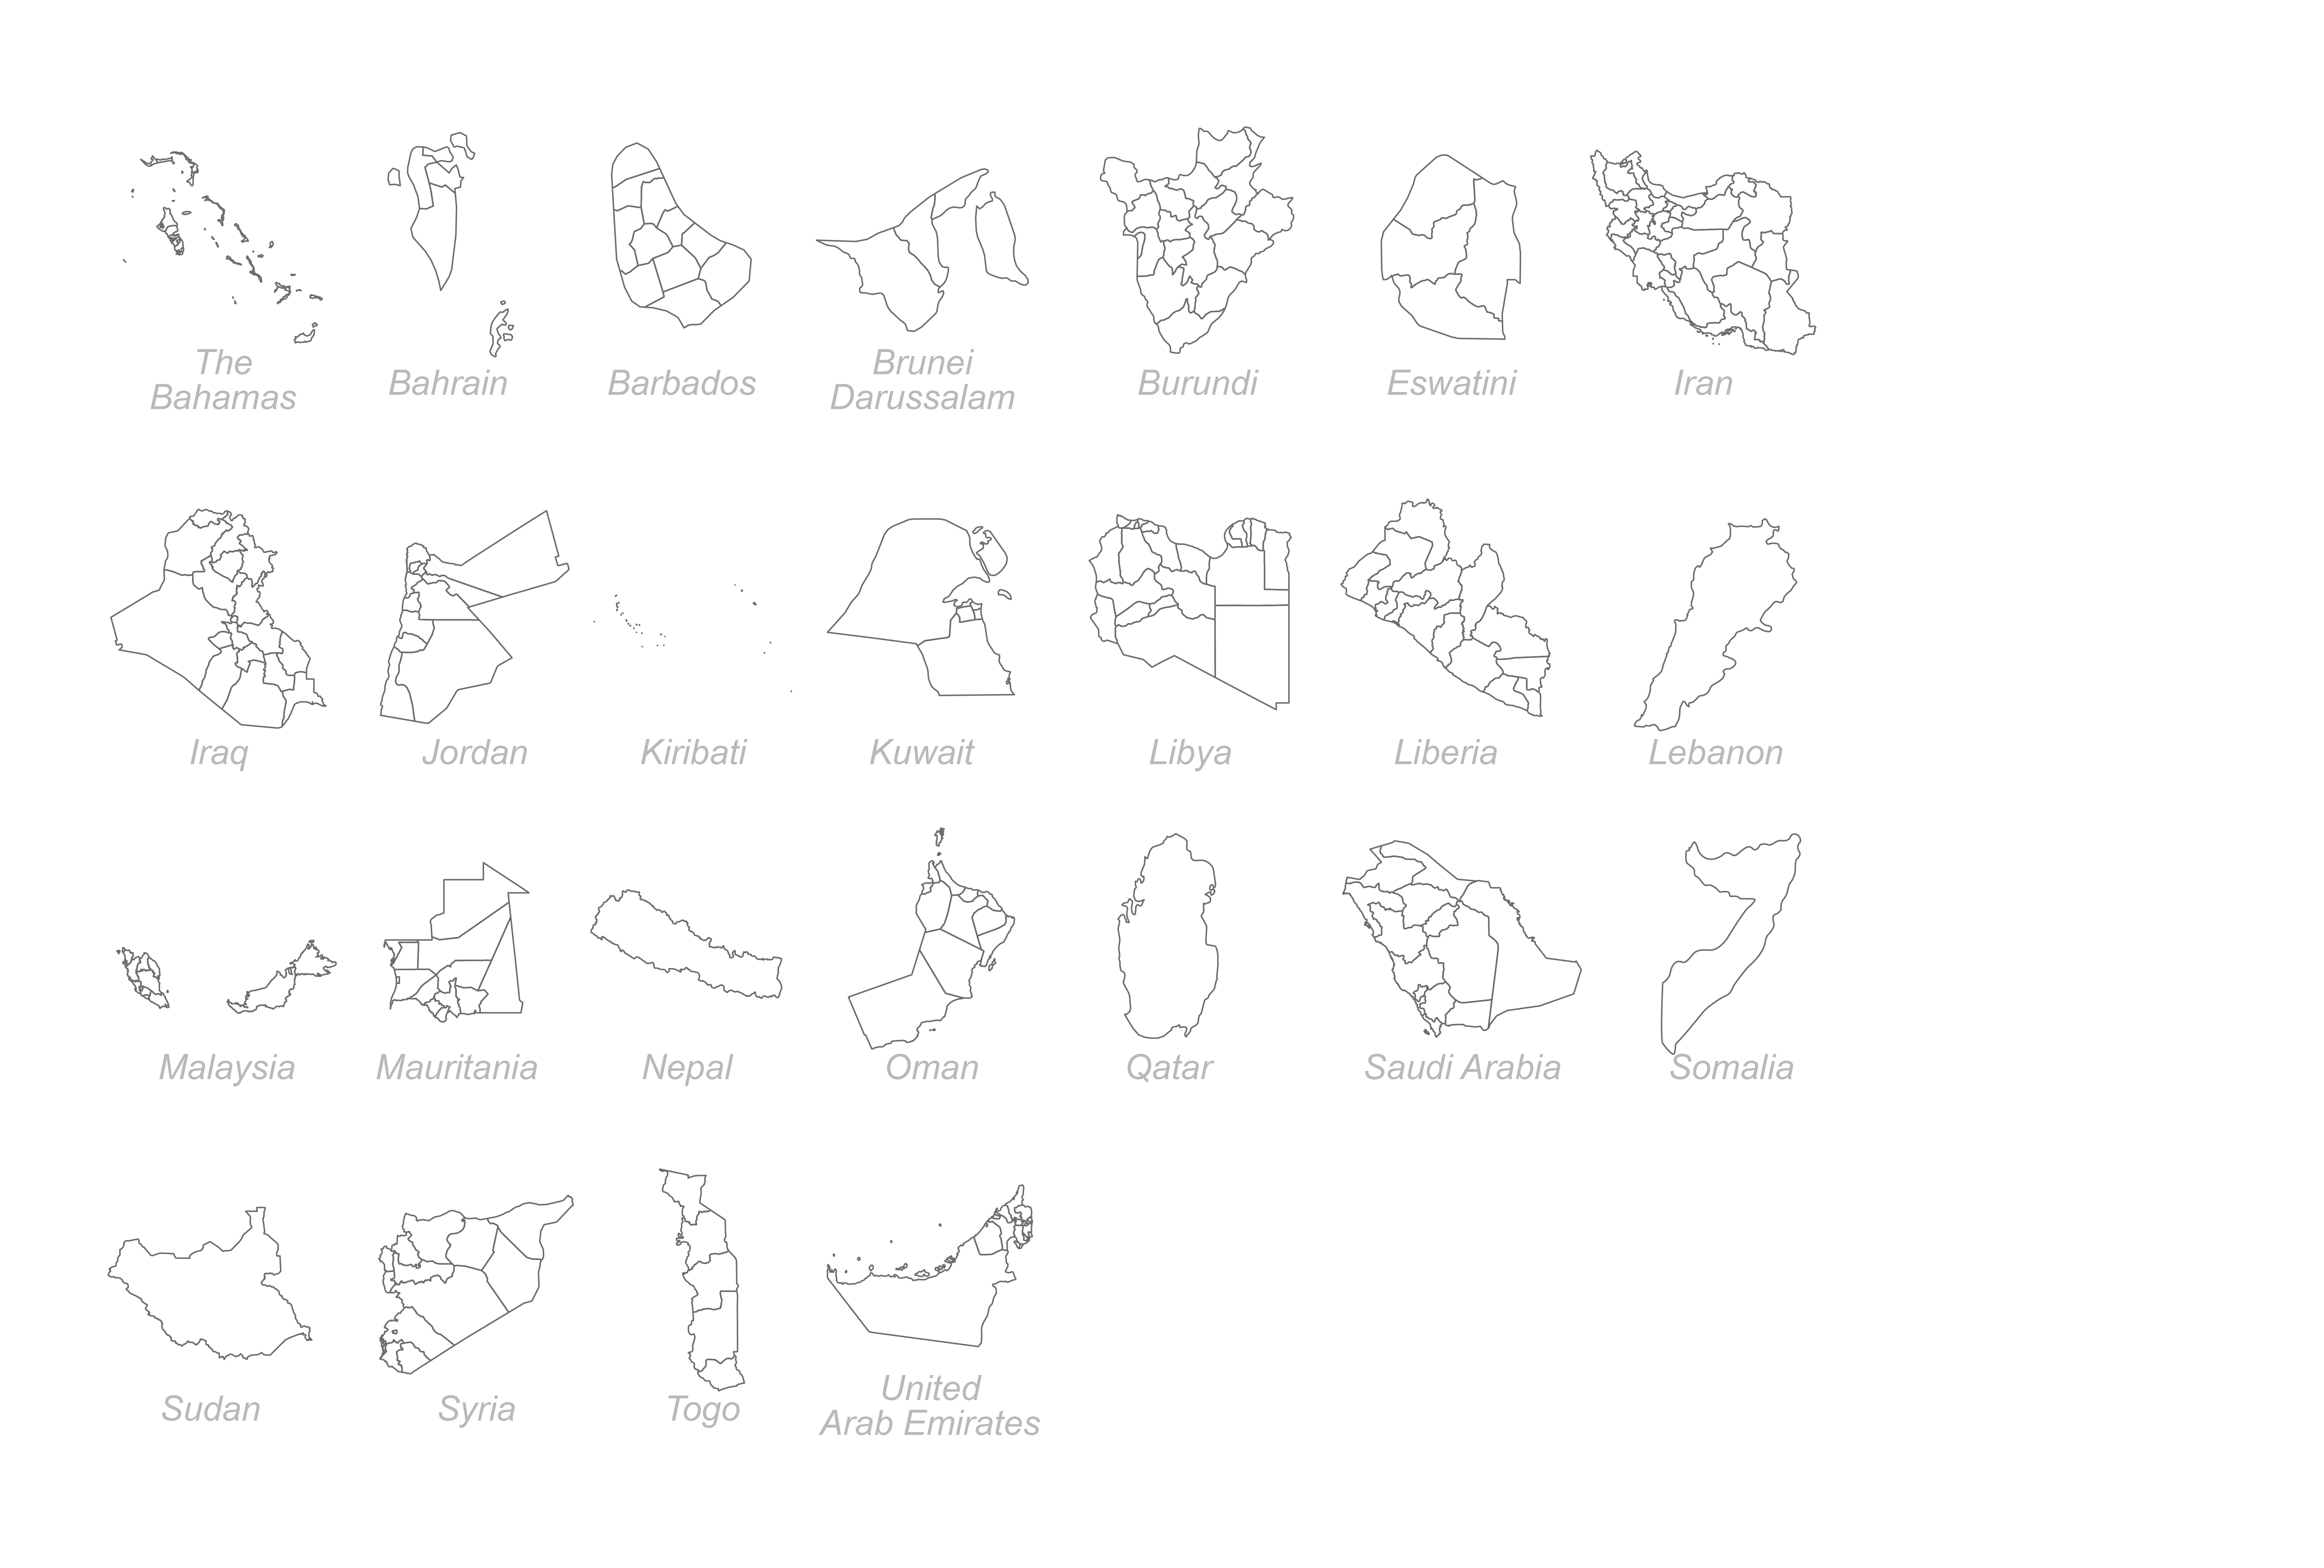 The
Bahamas
Bahrain
Barbados
Brunei
Darussalam
Burundi
Eswatini
Iran
Iraq
Jordan
Kiribati
Kuwait
Libya
Liberia
Lebanon
Malaysia
Mauritania
Nepal
Oman
Qatar
Saudi Arabia
Somalia
Sudan
Syria
Togo
United
Arab Emirates